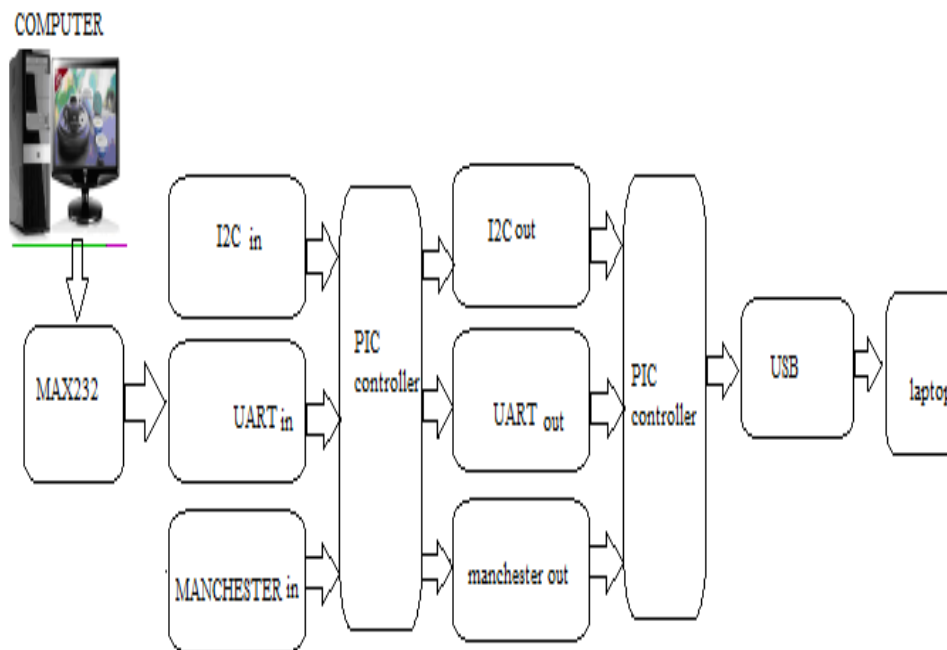 COMPUTER
I2C in
I2C out
MAX232
PIC
controller
USB
PIC
controller
laptop
UART in
UART out
MANCHESTER in
manchester out